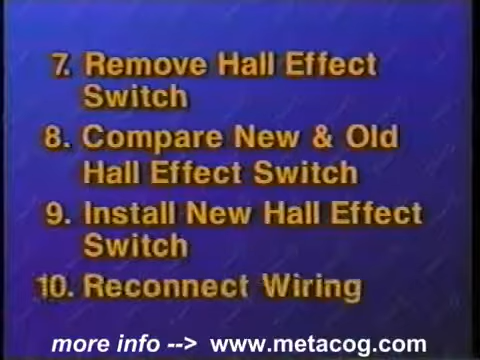 7. Remove Hall Effect
Switch
8. Compare New & Old
Hall Effect Switch
9. Install New Hall Effect
Switch
10. Reconnect Wiring
more info --> www.metacog.com